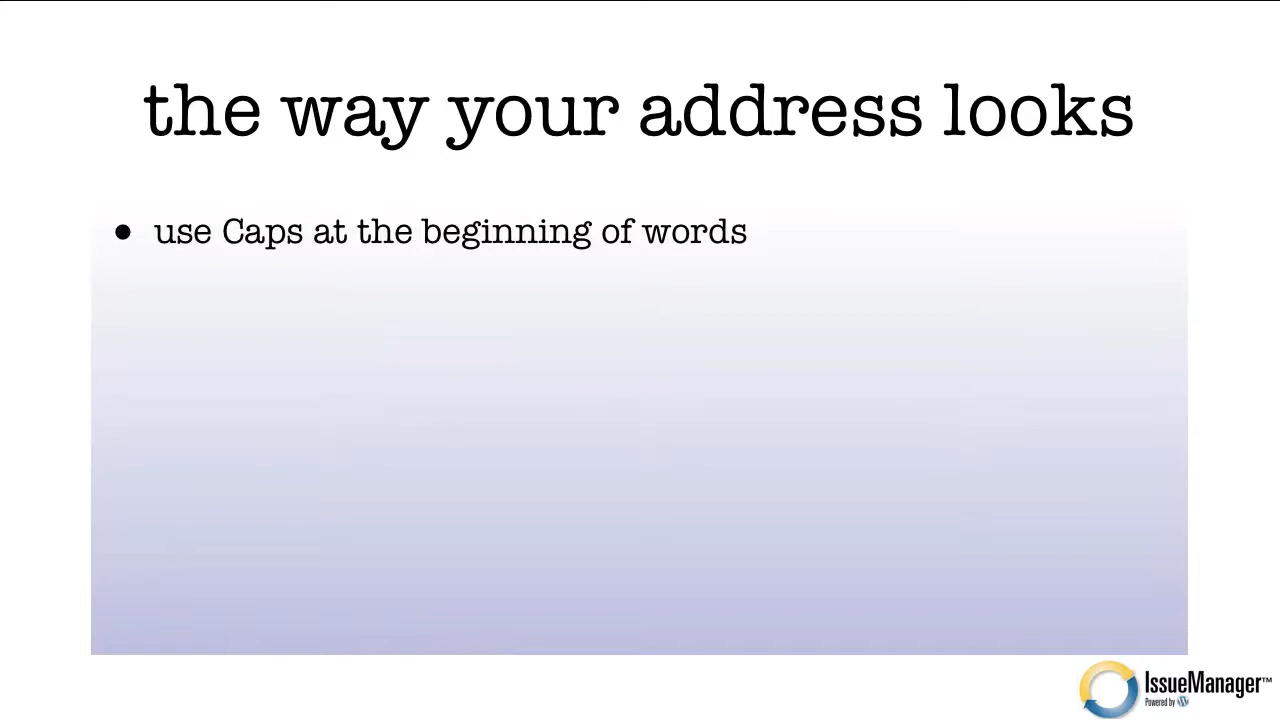 the way your address looks
• use Caps at the beginning of words
IssueManager™
Powered by